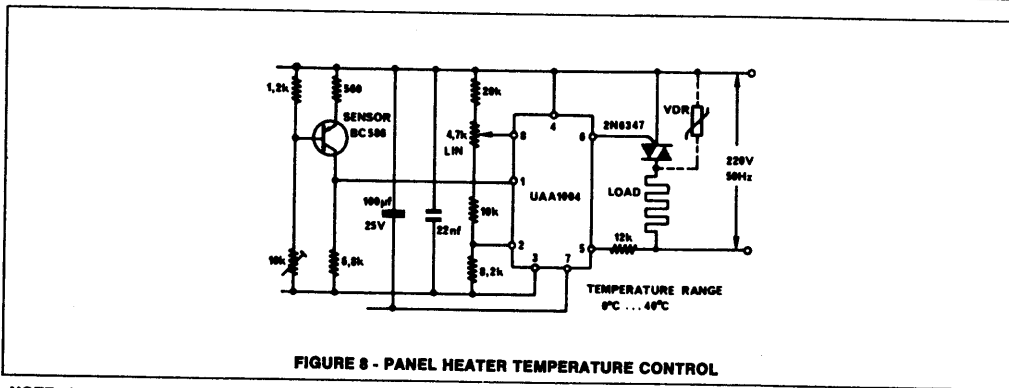 1,2k
560
SENSOR
BC 586
20k
4,7k
LIN
8
4
6
2N6347
VDR
220V
50Hz
1
UAA1004
LOAD
100µf
25V
22nf
10k
2
12k
5
10k
6,8k
8,2k
3
7
TEMPERATURE RANGE
0°C ... 40°C
FIGURE 8 - PANEL HEATER TEMPERATURE CONTROL